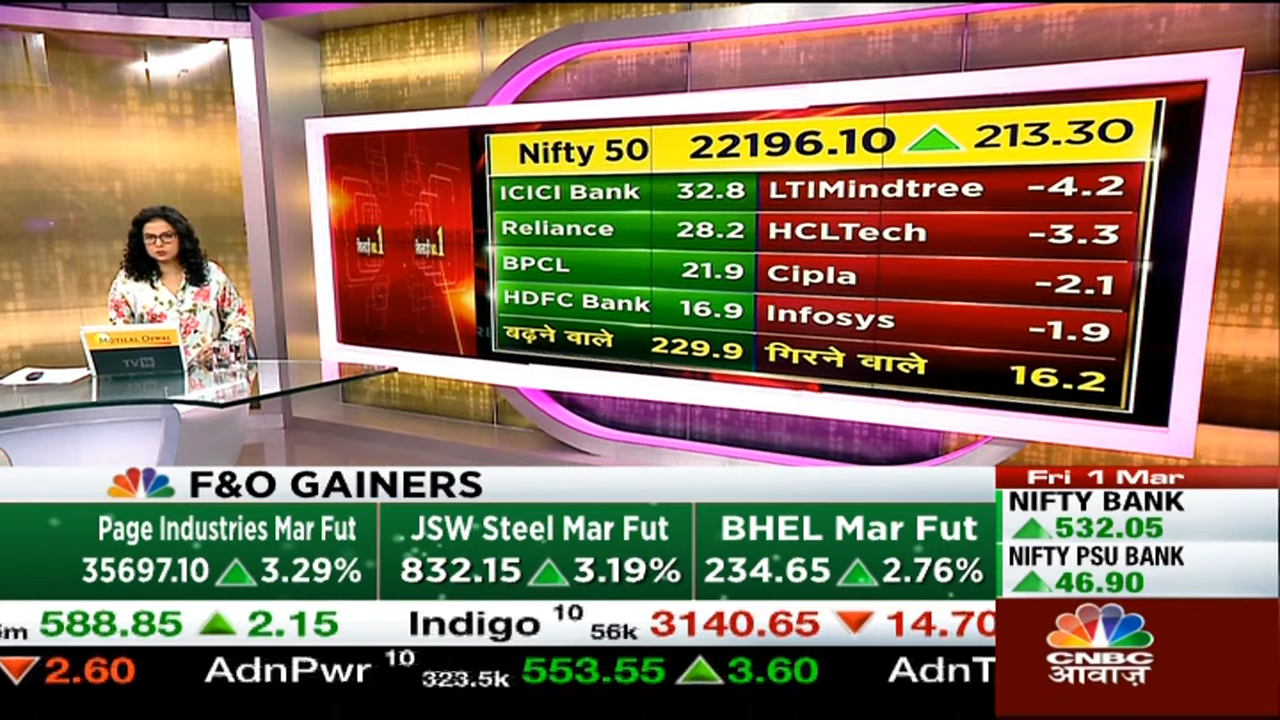 Nifty 50 22196.10 ▲ 213.30
ICICI Bank 32.8 LTIMindtree -4.2
Reliance 28.2 HCLTech -3.3
BPCL 21.9 Cipla -2.1
HDFC Bank 16.9 Infosys -1.9
बढ़ने वाले 229.9 गिरने वाले 16.2
MOTILAL OSWAL
TV18
F&O GAINERS
Page Industries Mar Fut
35697.10 ▲ 3.29%
JSW Steel Mar Fut
832.15 ▲ 3.19%
BHEL Mar Fut
234.65 ▲ 2.76%
Fri 1 Mar
NIFTY BANK
▲ 532.05
NIFTY PSU BANK
▲ 46.90
588.85 ▲ 2.15 Indigo 10 56k 3140.65 ▼ 14.70
▼ 2.60 AdnPwr 10 323.5k 553.55 ▲ 3.60 AdnT
CNBC
आवाज़